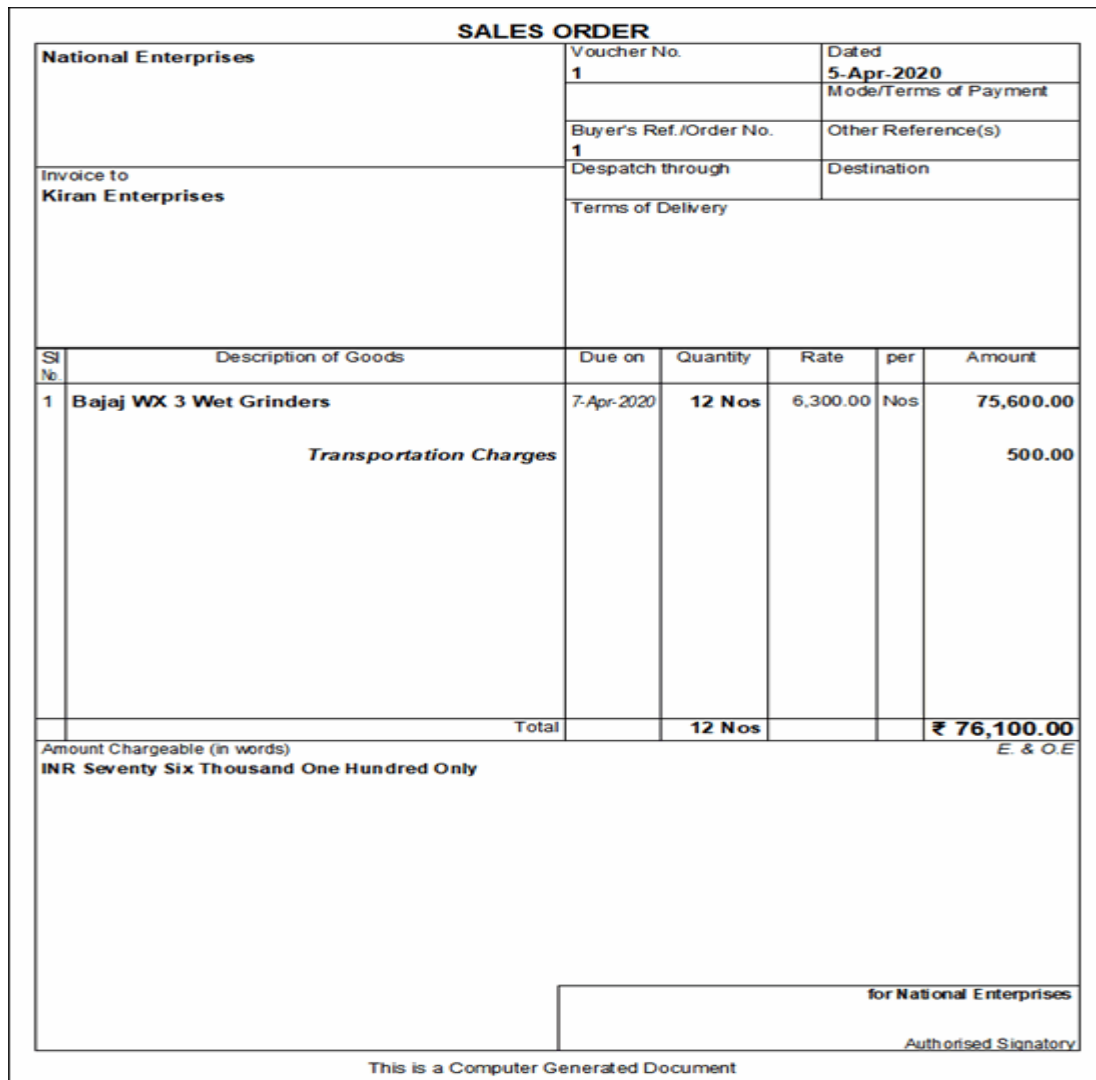 SALES ORDER
National Enterprises
Voucher No.
1
Dated
5-Apr-2020
Mode/Terms of Payment
Buyer's Ref./Order No.
1
Other Reference(s)
Invoice to
Kiran Enterprises
Despatch through
Destination
Terms of Delivery
Sl No. Description of Goods Due on Quantity Rate per Amount
1 Bajaj WX 3 Wet Grinders 7-Apr-2020 12 Nos 6,300.00 Nos 75,600.00
Transportation Charges 500.00
Total 12 Nos ₹ 76,100.00
Amount Chargeable (in words) E. & O.E
INR Seventy Six Thousand One Hundred Only
for National Enterprises
Authorised Signatory
This is a Computer Generated Document